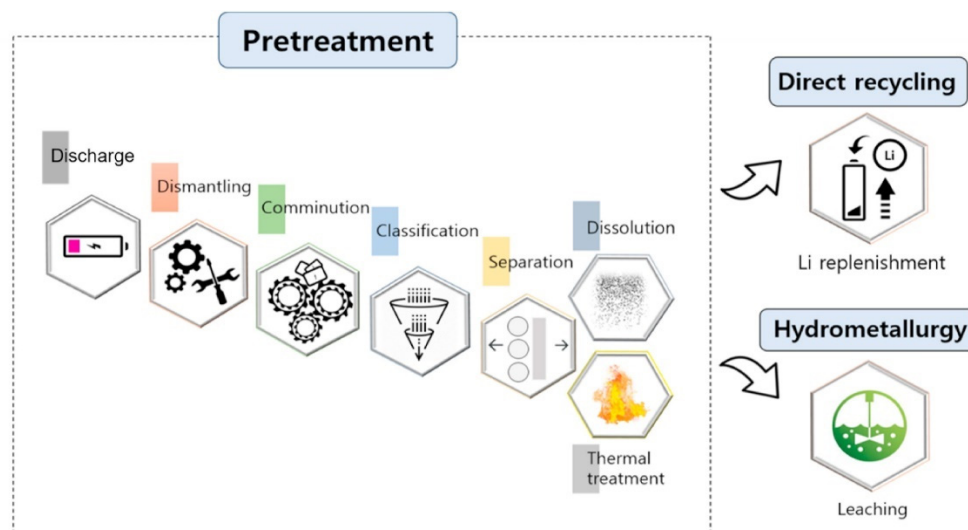 Pretreatment
Direct recycling
Discharge
Dismantling
Comminution
Classification
Separation
Dissolution
Thermal
treatment
Li
Li replenishment
Hydrometallurgy
Leaching